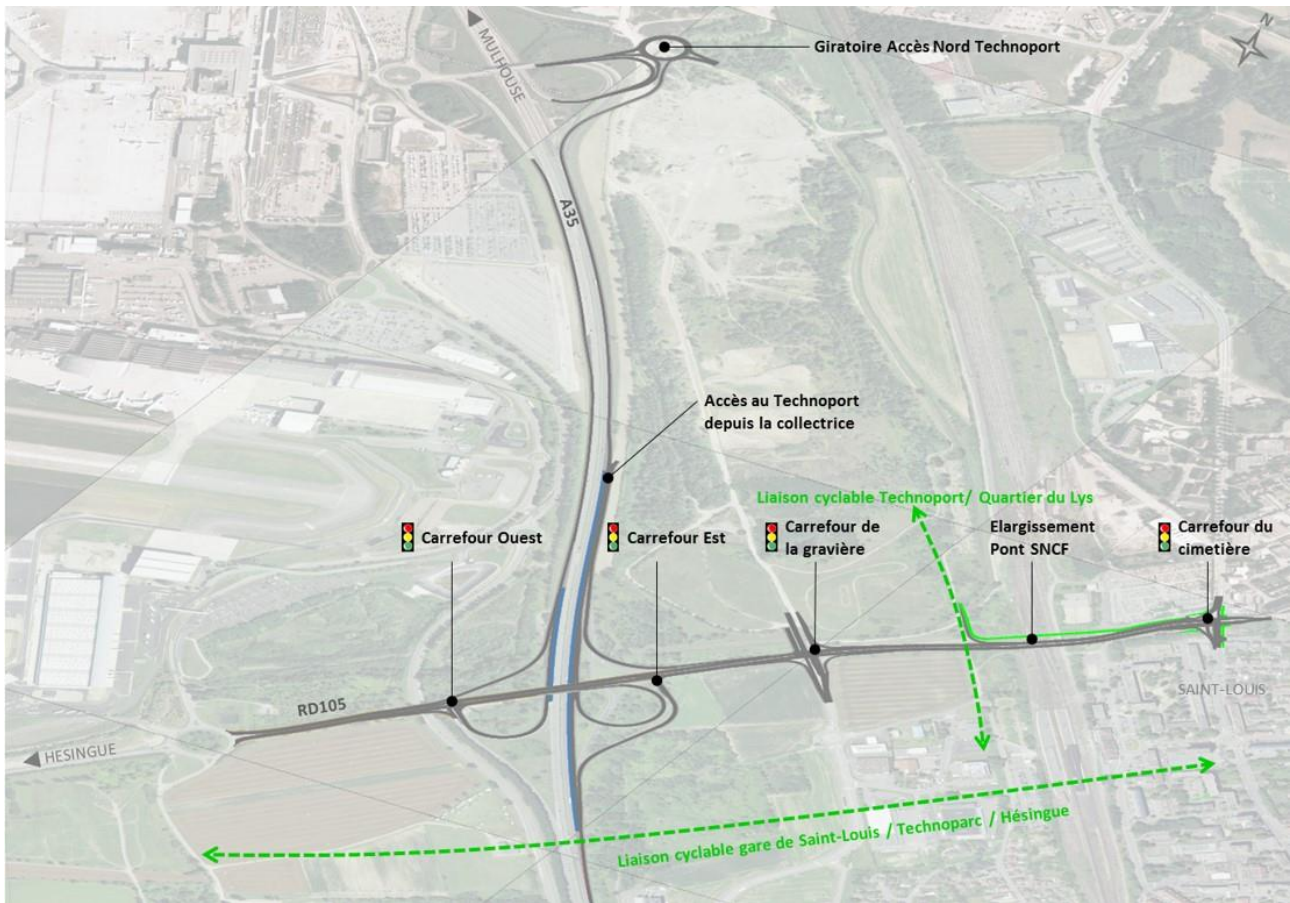 N
MULHOUSE
Giratoire Accès Nord Technoport
A35
Accès au Technoport
depuis la collectrice
Liaison cyclable Technoport/ Quartier du Lys
Carrefour Ouest
Carrefour Est
Carrefour de
la gravière
Elargissement
Pont SNCF
Carrefour du
cimetière
SAINT-LOUIS
RD105
HESINGUE
Liaison cyclable gare de Saint-Louis / Technoparc / Hésingue